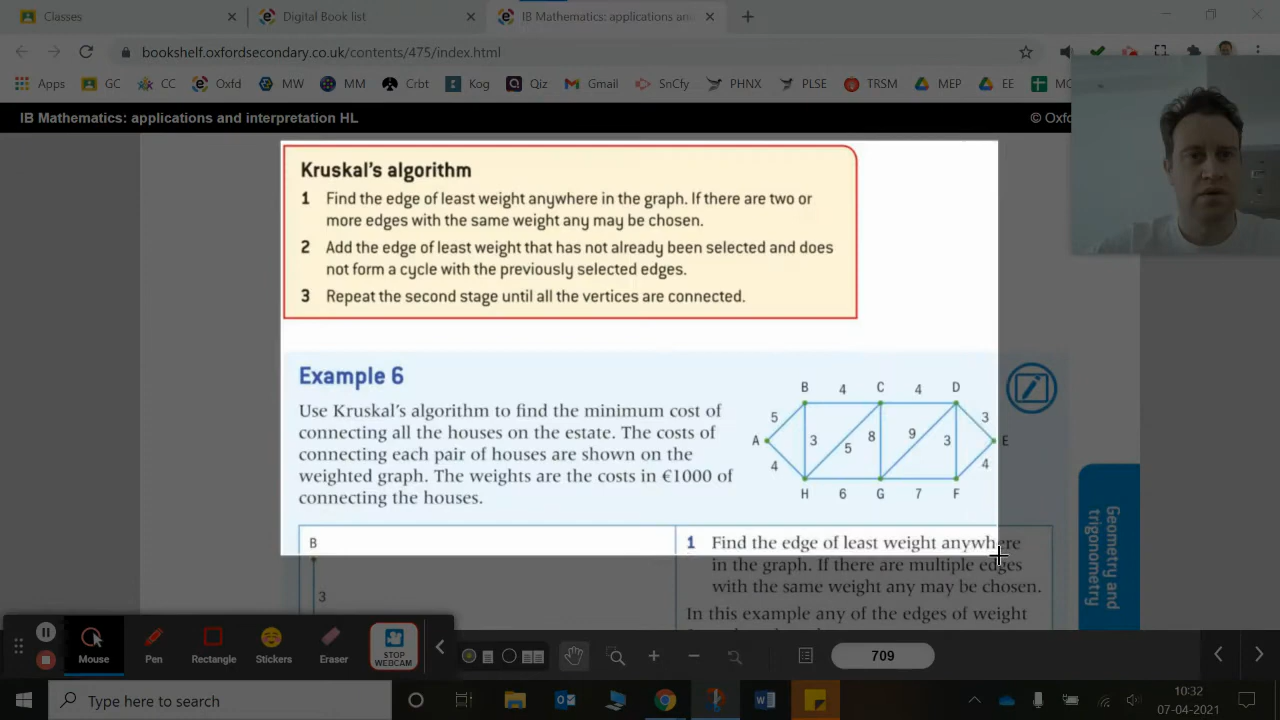 Classes
Digital Book list
IB Mathematics: applications and
bookshelf.oxfordsecondary.co.uk/contents/475/index.html
Apps GC CC Oxfd MW MM Crbt Kog Qiz Gmail SnCfy PHNX PLSE TRSM MEP EE
IB Mathematics: applications and interpretation HL
Kruskal's algorithm
1 Find the edge of least weight anywhere in the graph. If there are two or
more edges with the same weight any may be chosen.
2 Add the edge of least weight that has not already been selected and does
not form a cycle with the previously selected edges.
3 Repeat the second stage until all the vertices are connected.
Example 6
Use Kruskal's algorithm to find the minimum cost of
connecting all the houses on the estate. The costs of
connecting each pair of houses are shown on the
weighted graph. The weights are the costs in €1000 of
connecting the houses.
B 4 C 4 D
5 3
A 3 5 8 9 3 E
4 4
H 6 G 7 F
B
3
1 Find the edge of least weight anywhere
in the graph. If there are multiple edges
with the same weight any may be chosen.
In this example any of the edges of weight
Geometry and
trigonometry
Mouse
Pen
Rectangle
Stickers
Eraser
STOP
WEBCAM
709
Type here to search
10:32
07-04-2021